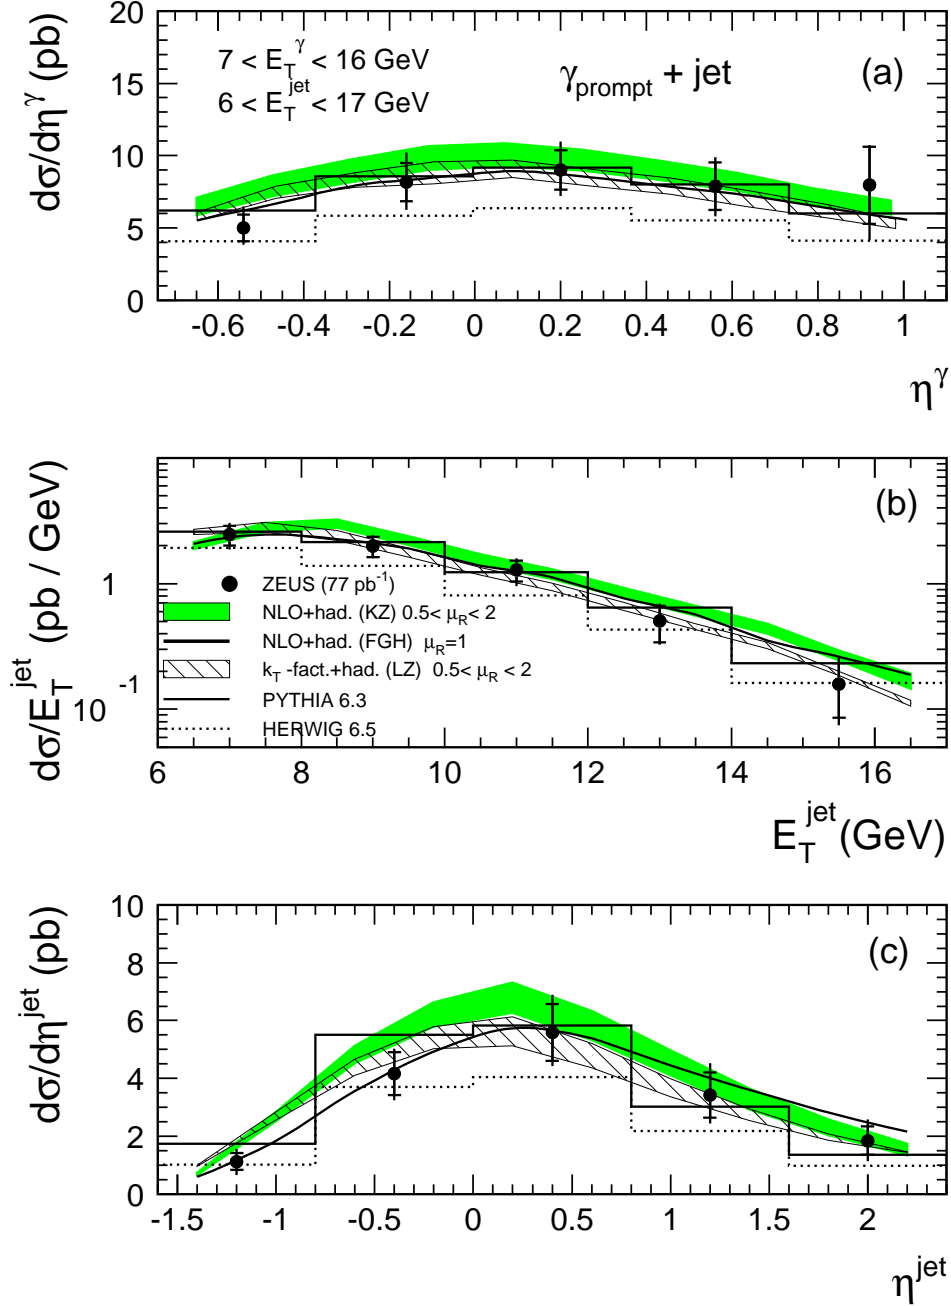 dσ/dη^γ (pb)
20
15
10
5
0
7 < E_T^γ < 16 GeV
6 < E_T^jet < 17 GeV
γ_prompt + jet
(a)
-0.6 -0.4 -0.2 0 0.2 0.4 0.6 0.8 1
η^γ
dσ/E_T^jet (pb / GeV)
1
10^-1
(b)
ZEUS (77 pb^-1)
NLO+had. (KZ) 0.5< μ_R < 2
NLO+had. (FGH) μ_R=1
k_T -fact.+had. (LZ) 0.5< μ_R < 2
PYTHIA 6.3
HERWIG 6.5
6 8 10 12 14 16
E_T^jet (GeV)
dσ/dη^jet (pb)
10
8
6
4
2
0
(c)
-1.5 -1 -0.5 0 0.5 1 1.5 2
η^jet